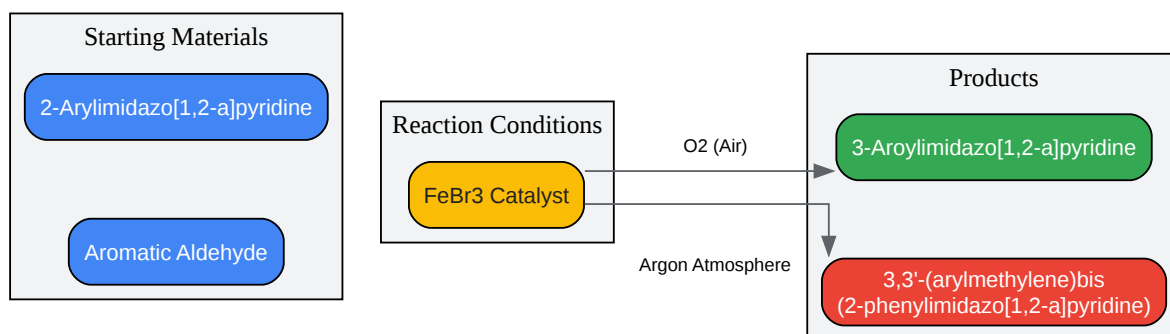 Starting Materials
2-Arylimidazo[1,2-a]pyridine
Aromatic Aldehyde
Reaction Conditions
FeBr3 Catalyst
O2 (Air)
Argon Atmosphere
Products
3-Aroylimidazo[1,2-a]pyridine
3,3'-(arylmethylene)bis
(2-phenylimidazo[1,2-a]pyridine)